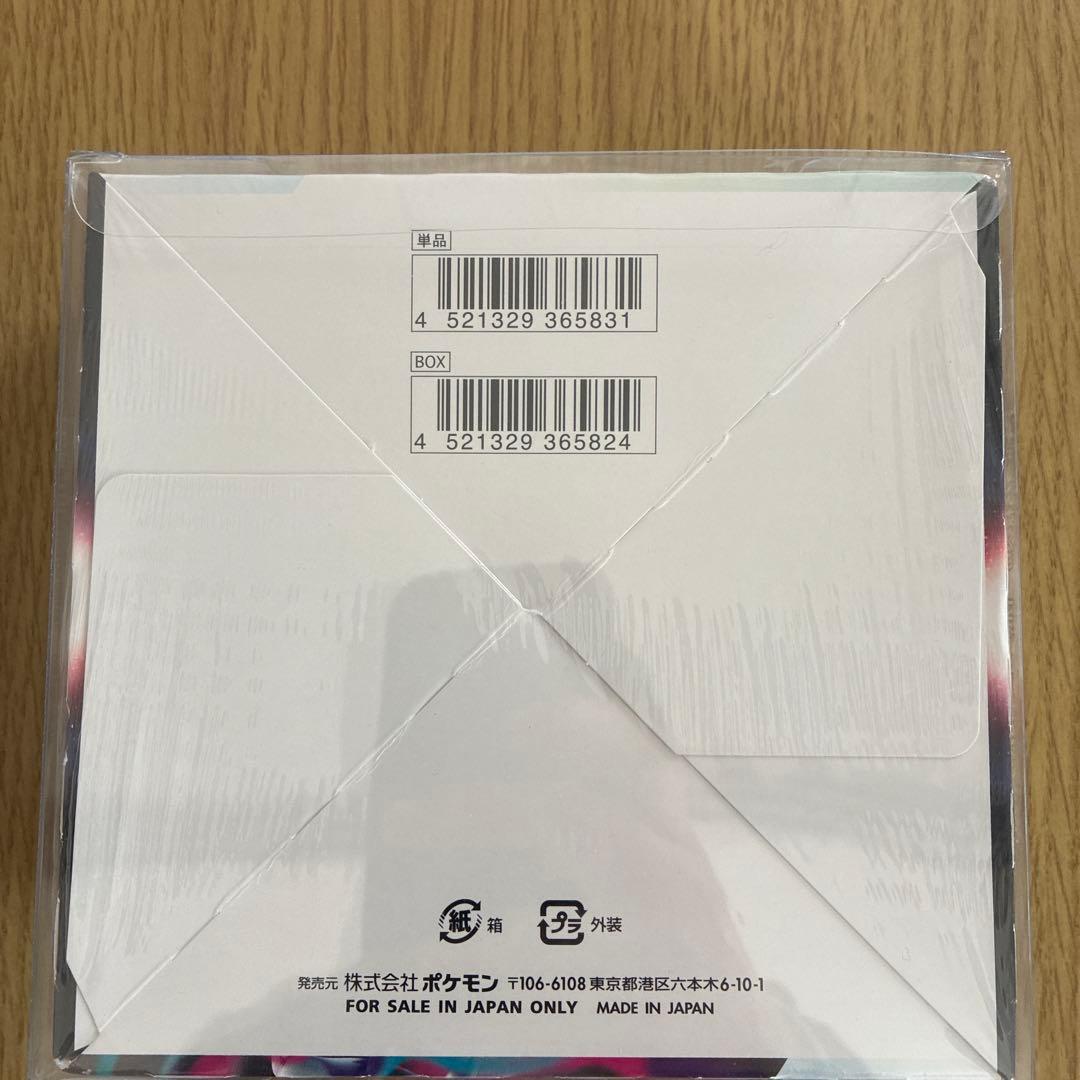 単品
4 521329 365831
BOX
4 521329 365824
紙 箱 プラ 外装
発売元 株式会社 ポケモン 〒106-6108 東京都港区六本木6-10-1
FOR SALE IN JAPAN ONLY MADE IN JAPAN